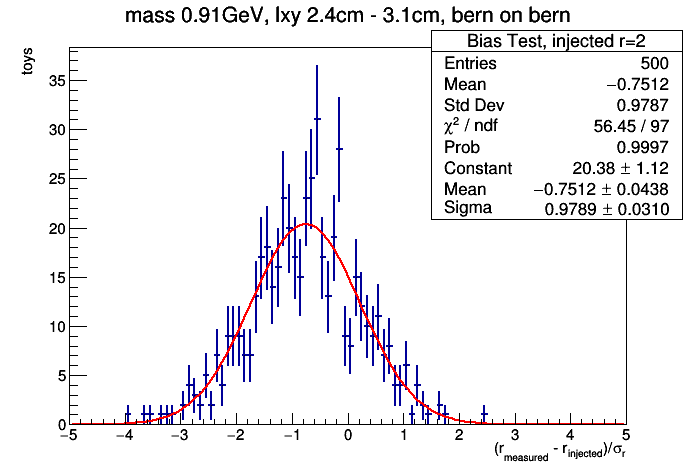 mass 0.91GeV, lxy 2.4cm - 3.1cm, bern on bern
Bias Test, injected r=2
Entries 500
Mean −0.7512
Std Dev 0.9787
χ² / ndf 56.45 / 97
Prob 0.9997
Constant 20.38 ± 1.12
Mean −0.7512 ± 0.0438
Sigma 0.9789 ± 0.0310
toys
35
30
25
20
15
10
5
0
−5 −4 −3 −2 −1 0 1 2 3 4 5
(r_measured - r_injected)/σ_r